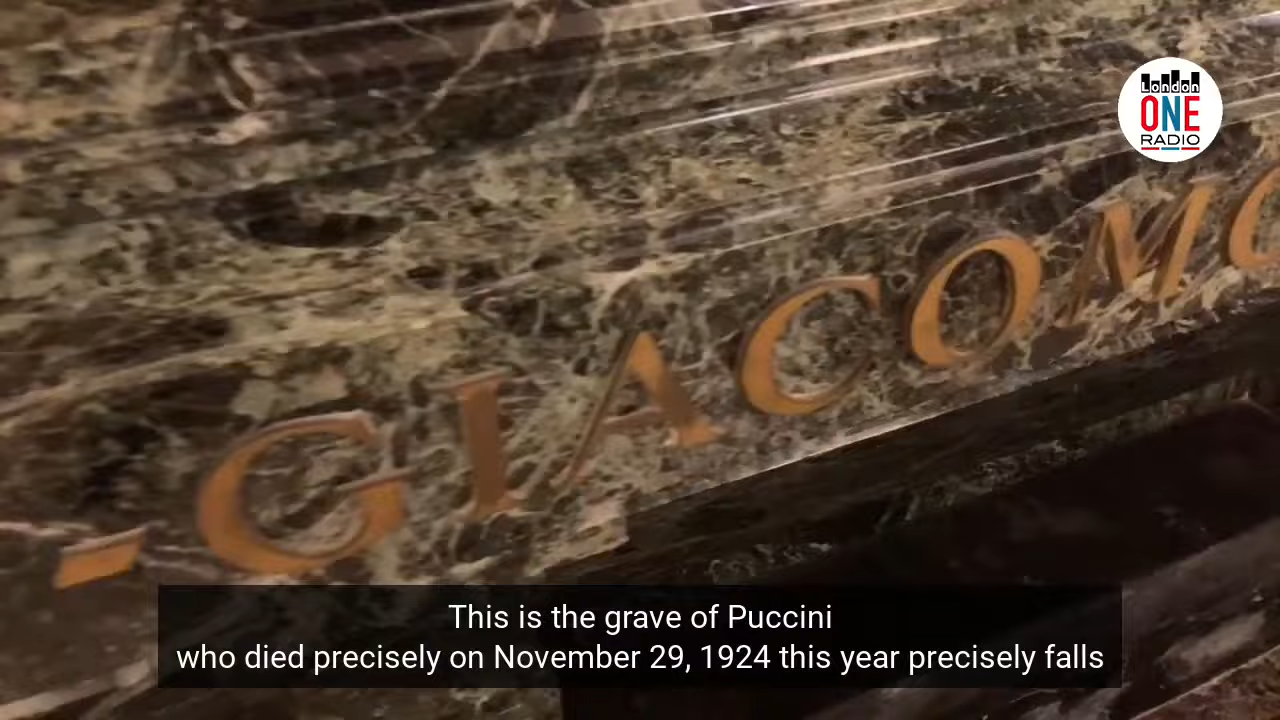 London
ONE
RADIO
- GIACOMO
This is the grave of Puccini
who died precisely on November 29, 1924 this year precisely falls